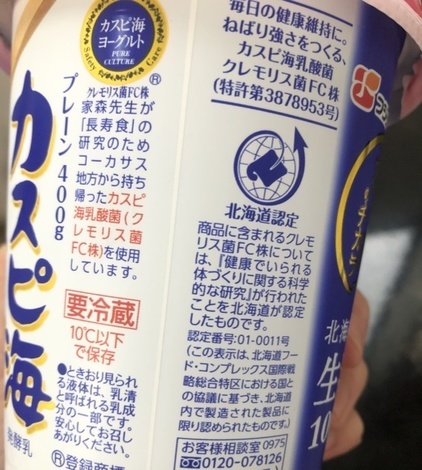 カスピ海
ヨーグルト
PURE
CULTURE
Safety
Care
®
クレモリス菌FC株
家森先生が
「長寿食」の
研究のため
コーカサス
地方から持ち
帰ったカスピ
海乳酸菌(ク
レモリス菌
FC株)を使用
しています。
プレーン400g
カスピ海
発酵乳
要冷蔵
10℃以下
で保存
●ときおり見られ
る液体は、乳清
と呼ばれる乳成
分の一部です。
安心してお召し
あがりください。
®登録商標
毎日の健康維持に。
ねばり強さをつくる、
カスピ海乳酸菌
クレモリス菌FC株
(特許第3878953号)
北海道認定
商品に含まれるクレモ
リス菌FC株について
は、「健康でいられる
体づくりに関する科学
的な研究」が行われた
ことを北海道が認定
したものです。
認定番号:01-0011号
(この表示は、北海道フー
ド・コンプレックス国際戦
略総合特区における国と
の協議に基づき、北海道
内で製造された製品に
限り認められたものです。)
お客様相談室 0975
0120-078126
北海
生
10